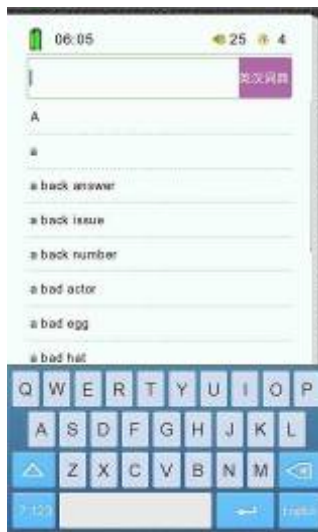 06:05 25 4
英汉词典
A
a
a back answer
a back issue
a back number
a bad actor
a bad egg
a bad hat
Q W E R T Y U I O P
A S D F G H J K L
Z X C V B N M
?.123 English